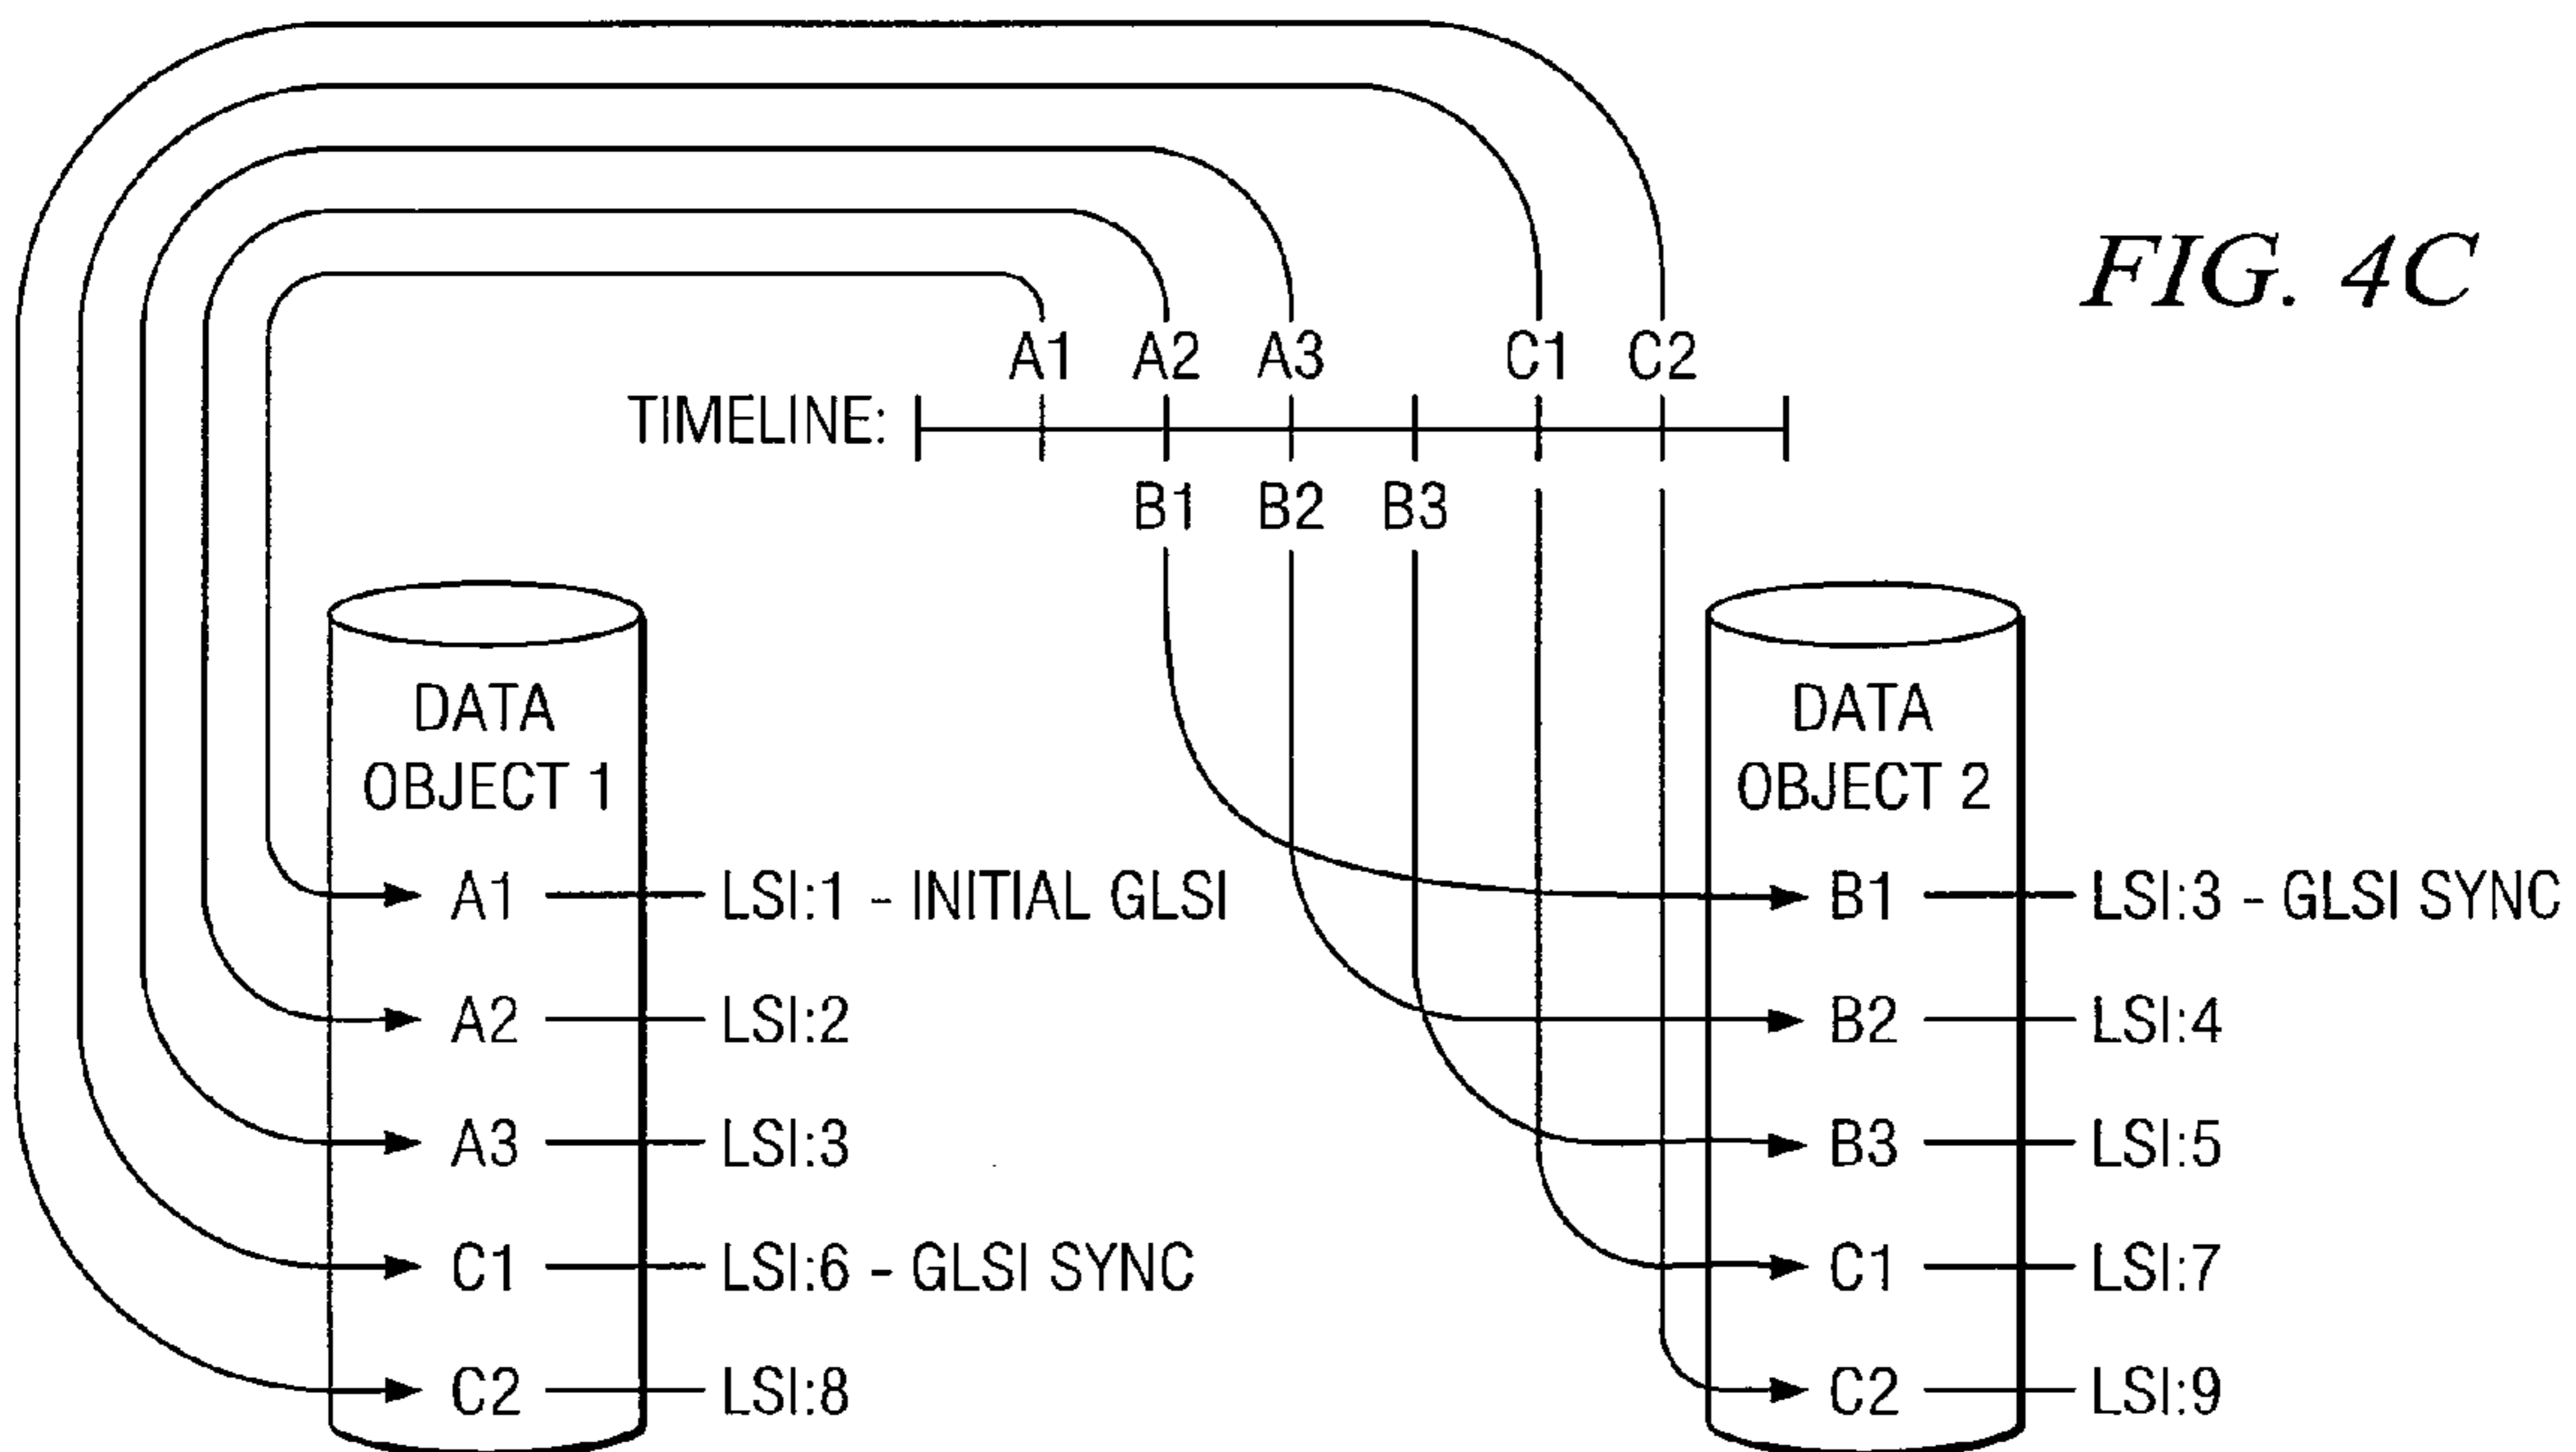 FIG. 4C
A1 A2 A3 C1 C2
TIMELINE:
B1 B2 B3
DATA
OBJECT 1
A1 LSI:1 - INITIAL GLSI
A2 LSI:2
A3 LSI:3
C1 LSI:6 - GLSI SYNC
C2 LSI:8
DATA
OBJECT 2
B1 LSI:3 - GLSI SYNC
B2 LSI:4
B3 LSI:5
C1 LSI:7
C2 LSI:9